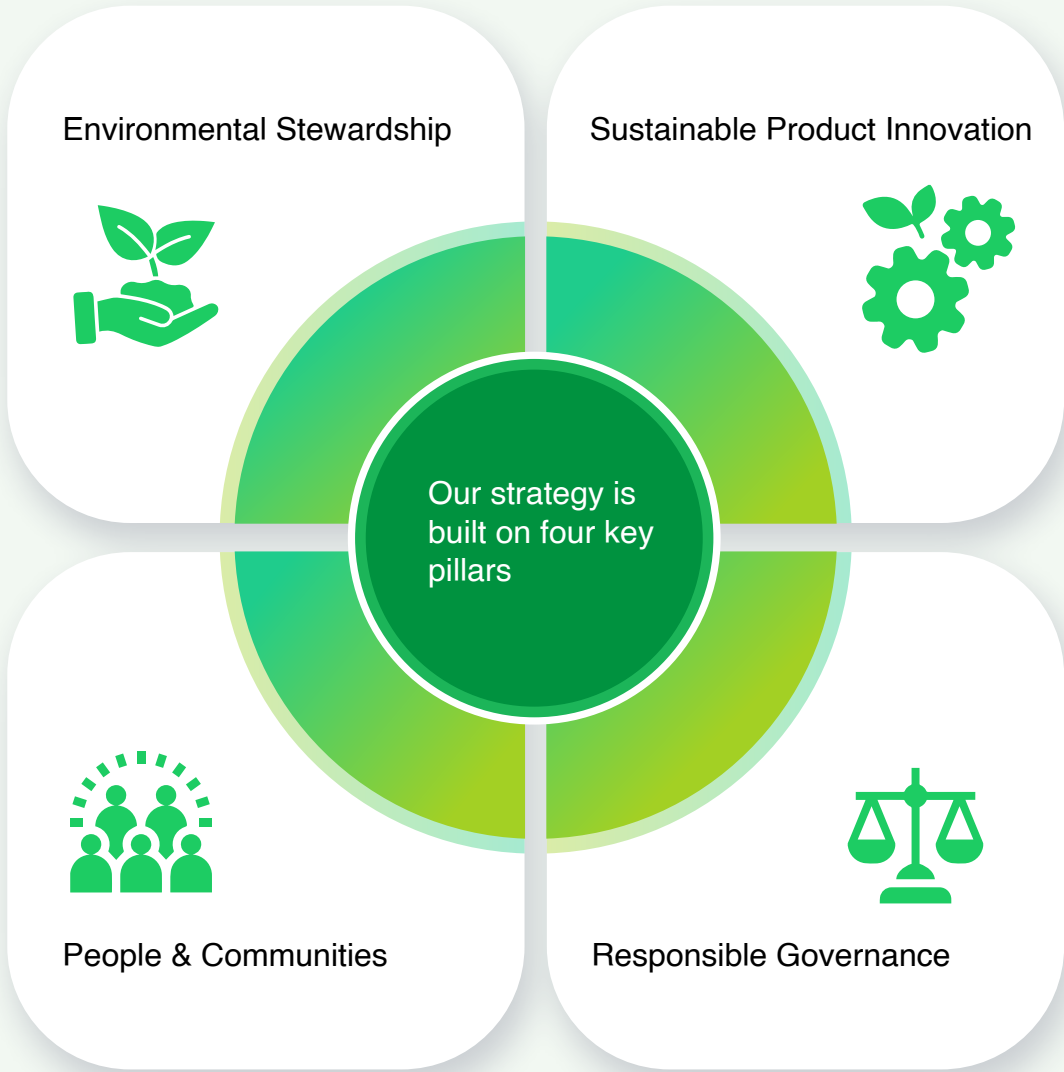 Environmental Stewardship
Sustainable Product Innovation
Our strategy is
built on four key
pillars
People & Communities
Responsible Governance